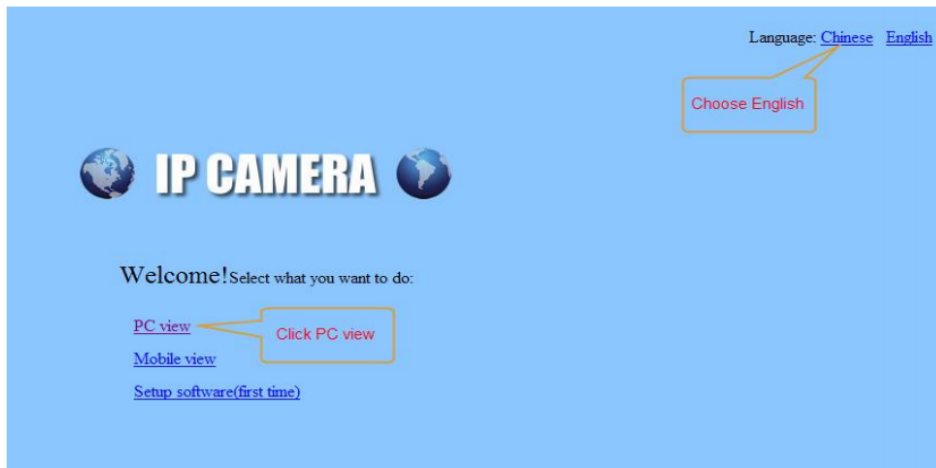 Language: Chinese English
Choose English
IP CAMERA
Welcome!Select what you want to do:
PC view
Click PC view
Mobile view
Setup software(first time)